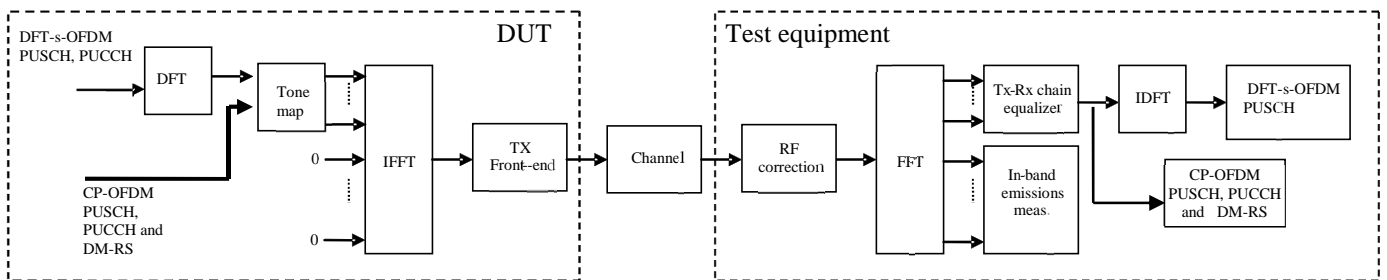 DUT
Test equipment
DFT-s-OFDM
PUSCH, PUCCH
DFT
Tone
map
0
0
IFFT
CP-OFDM
PUSCH,
PUCCH and
DM-RS
TX
Front-end
Channel
RF
correction
FFT
Tx-Rx chain
equalizer
IDFT
DFT-s-OFDM
PUSCH
In-band
emissions
meas.
CP-OFDM
PUSCH, PUCCH
and DM-RS